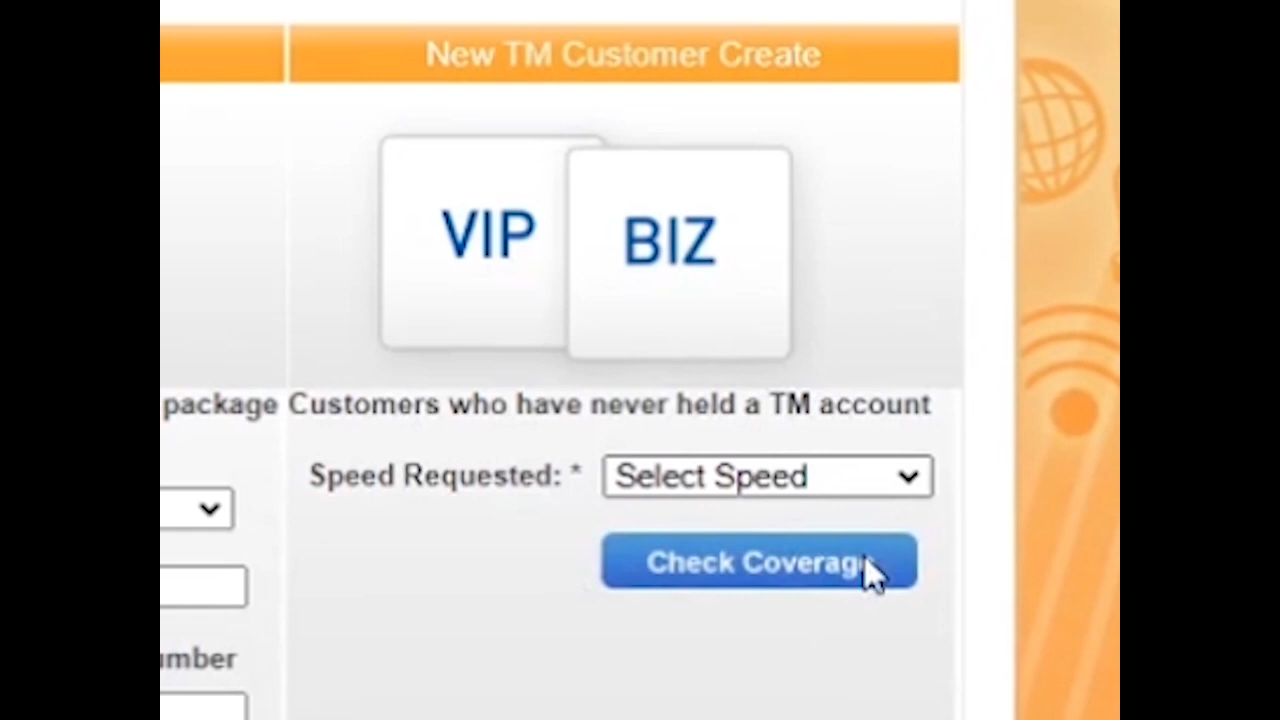 New TM Customer Create
VIP
BIZ
package
Customers who have never held a TM account
Speed Requested: *
Select Speed
Check Coverage
umber